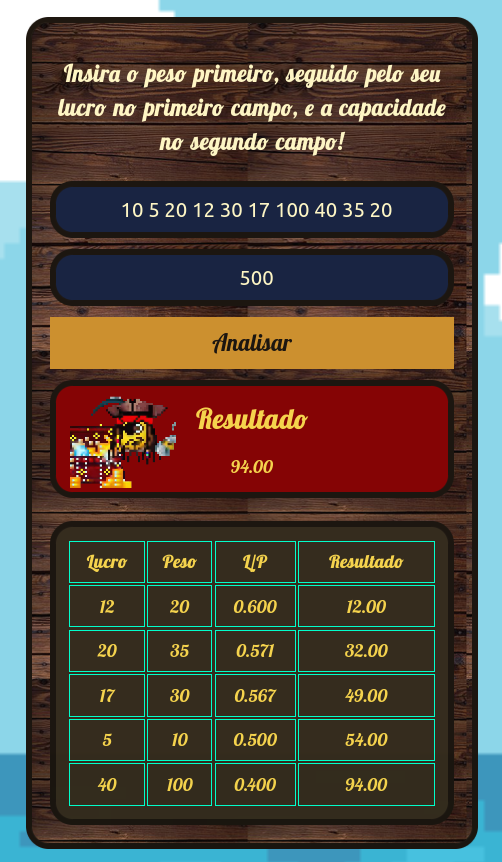 Insira o peso primeiro, seguido pelo seu
lucro no primeiro campo, e a capacidade
no segundo campo!
10 5 20 12 30 17 100 40 35 20
500
Analisar
Resultado
94.00
Lucro Peso L/P Resultado
12 20 0.600 12.00
20 35 0.571 32.00
17 30 0.567 49.00
5 10 0.500 54.00
40 100 0.400 94.00